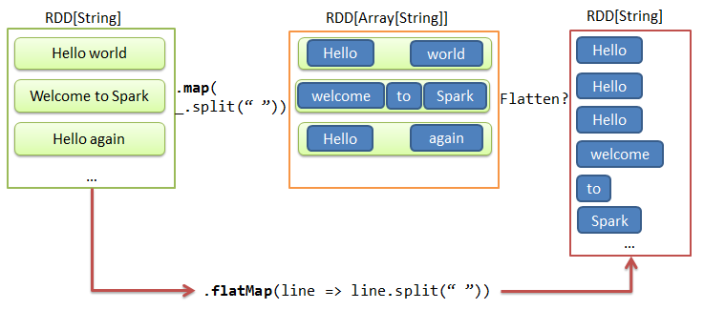 RDD[String]
RDD[Array[String]]
RDD[String]
Hello world
Welcome to Spark
Hello again
...
.map(
_.split(“ ”))
Hello world
welcome to Spark
Hello again
Flatten?
Hello
Hello
Hello
welcome
to
Spark
...
.flatMap(line => line.split(“ ”))